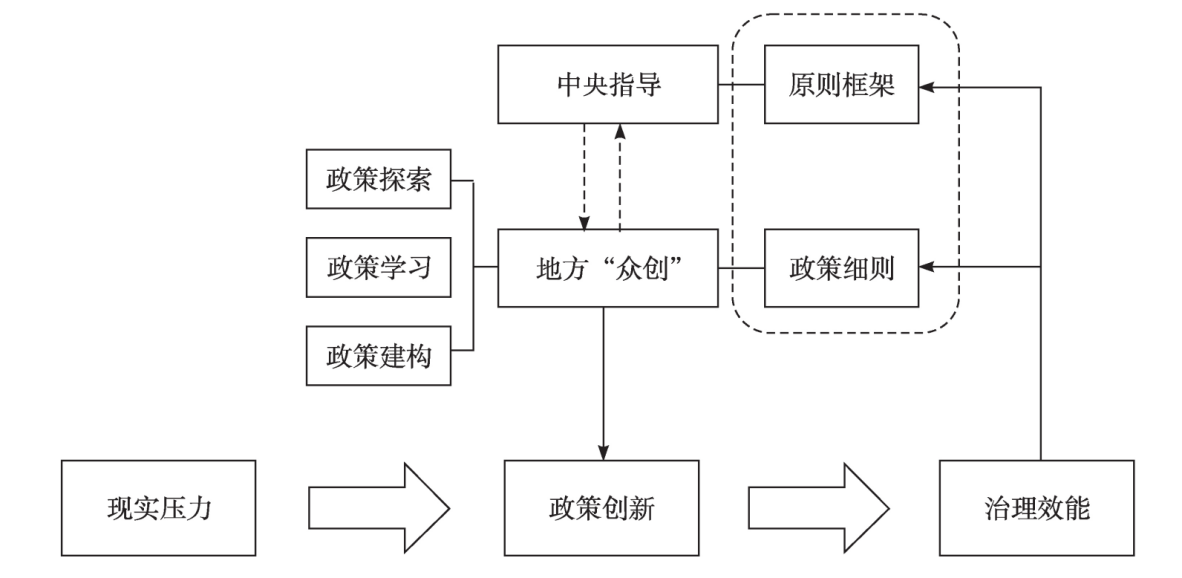 中央指导
原则框架
政策探索
政策学习
政策建构
地方“众创”
政策细则
现实压力
政策创新
治理效能